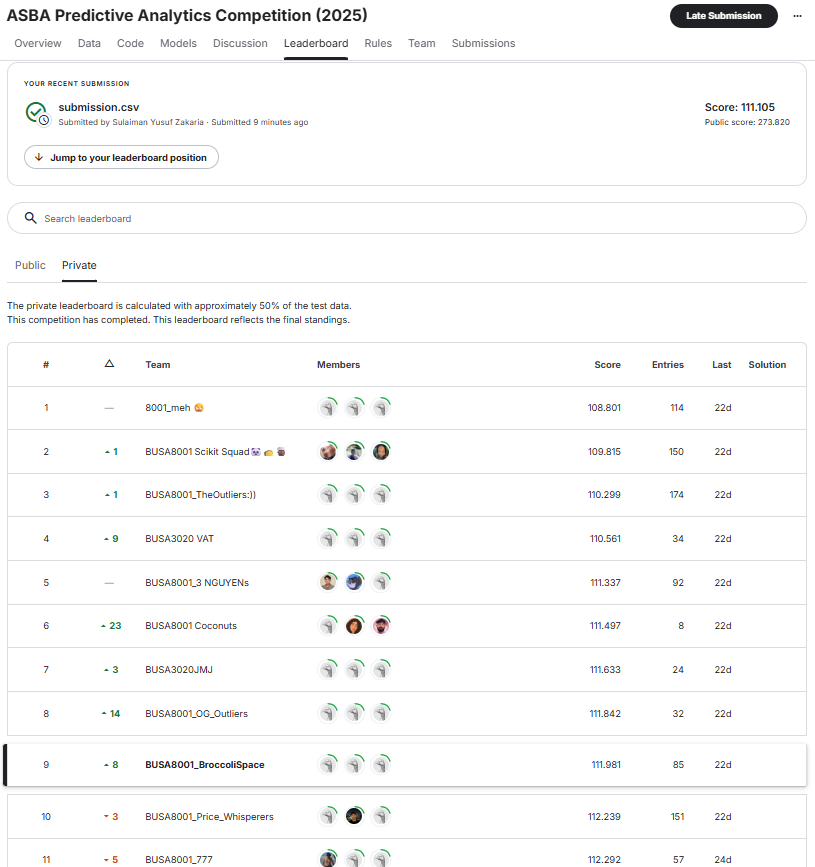 ASBA Predictive Analytics Competition (2025)
Late Submission
Overview Data Code Models Discussion Leaderboard Rules Team Submissions
YOUR RECENT SUBMISSION
submission.csv
Score: 111.105
Submitted by Sulaiman Yusuf Zakaria · Submitted 9 minutes ago
Public score: 273.820
Jump to your leaderboard position
Search leaderboard
Public Private
The private leaderboard is calculated with approximately 50% of the test data.
This competition has completed. This leaderboard reflects the final standings.
# Team Members Score Entries Last Solution
1 — 8001_meh 108.801 114 22d
2 1 BUSA8001 Scikit Squad 109.815 150 22d
3 1 BUSA8001_TheOutliers:)) 110.299 174 22d
4 9 BUSA3020 VAT 110.561 34 22d
5 — BUSA8001_3 NGUYENs 111.337 92 22d
6 23 BUSA8001 Coconuts 111.497 8 22d
7 3 BUSA3020JMJ 111.633 24 22d
8 14 BUSA8001_OG_Outliers 111.842 32 22d
9 8 BUSA8001_BroccoliSpace 111.981 85 22d
10 3 BUSA8001_Price_Whisperers 112.239 151 22d
11 5 BUSA8001_777 112.292 57 24d